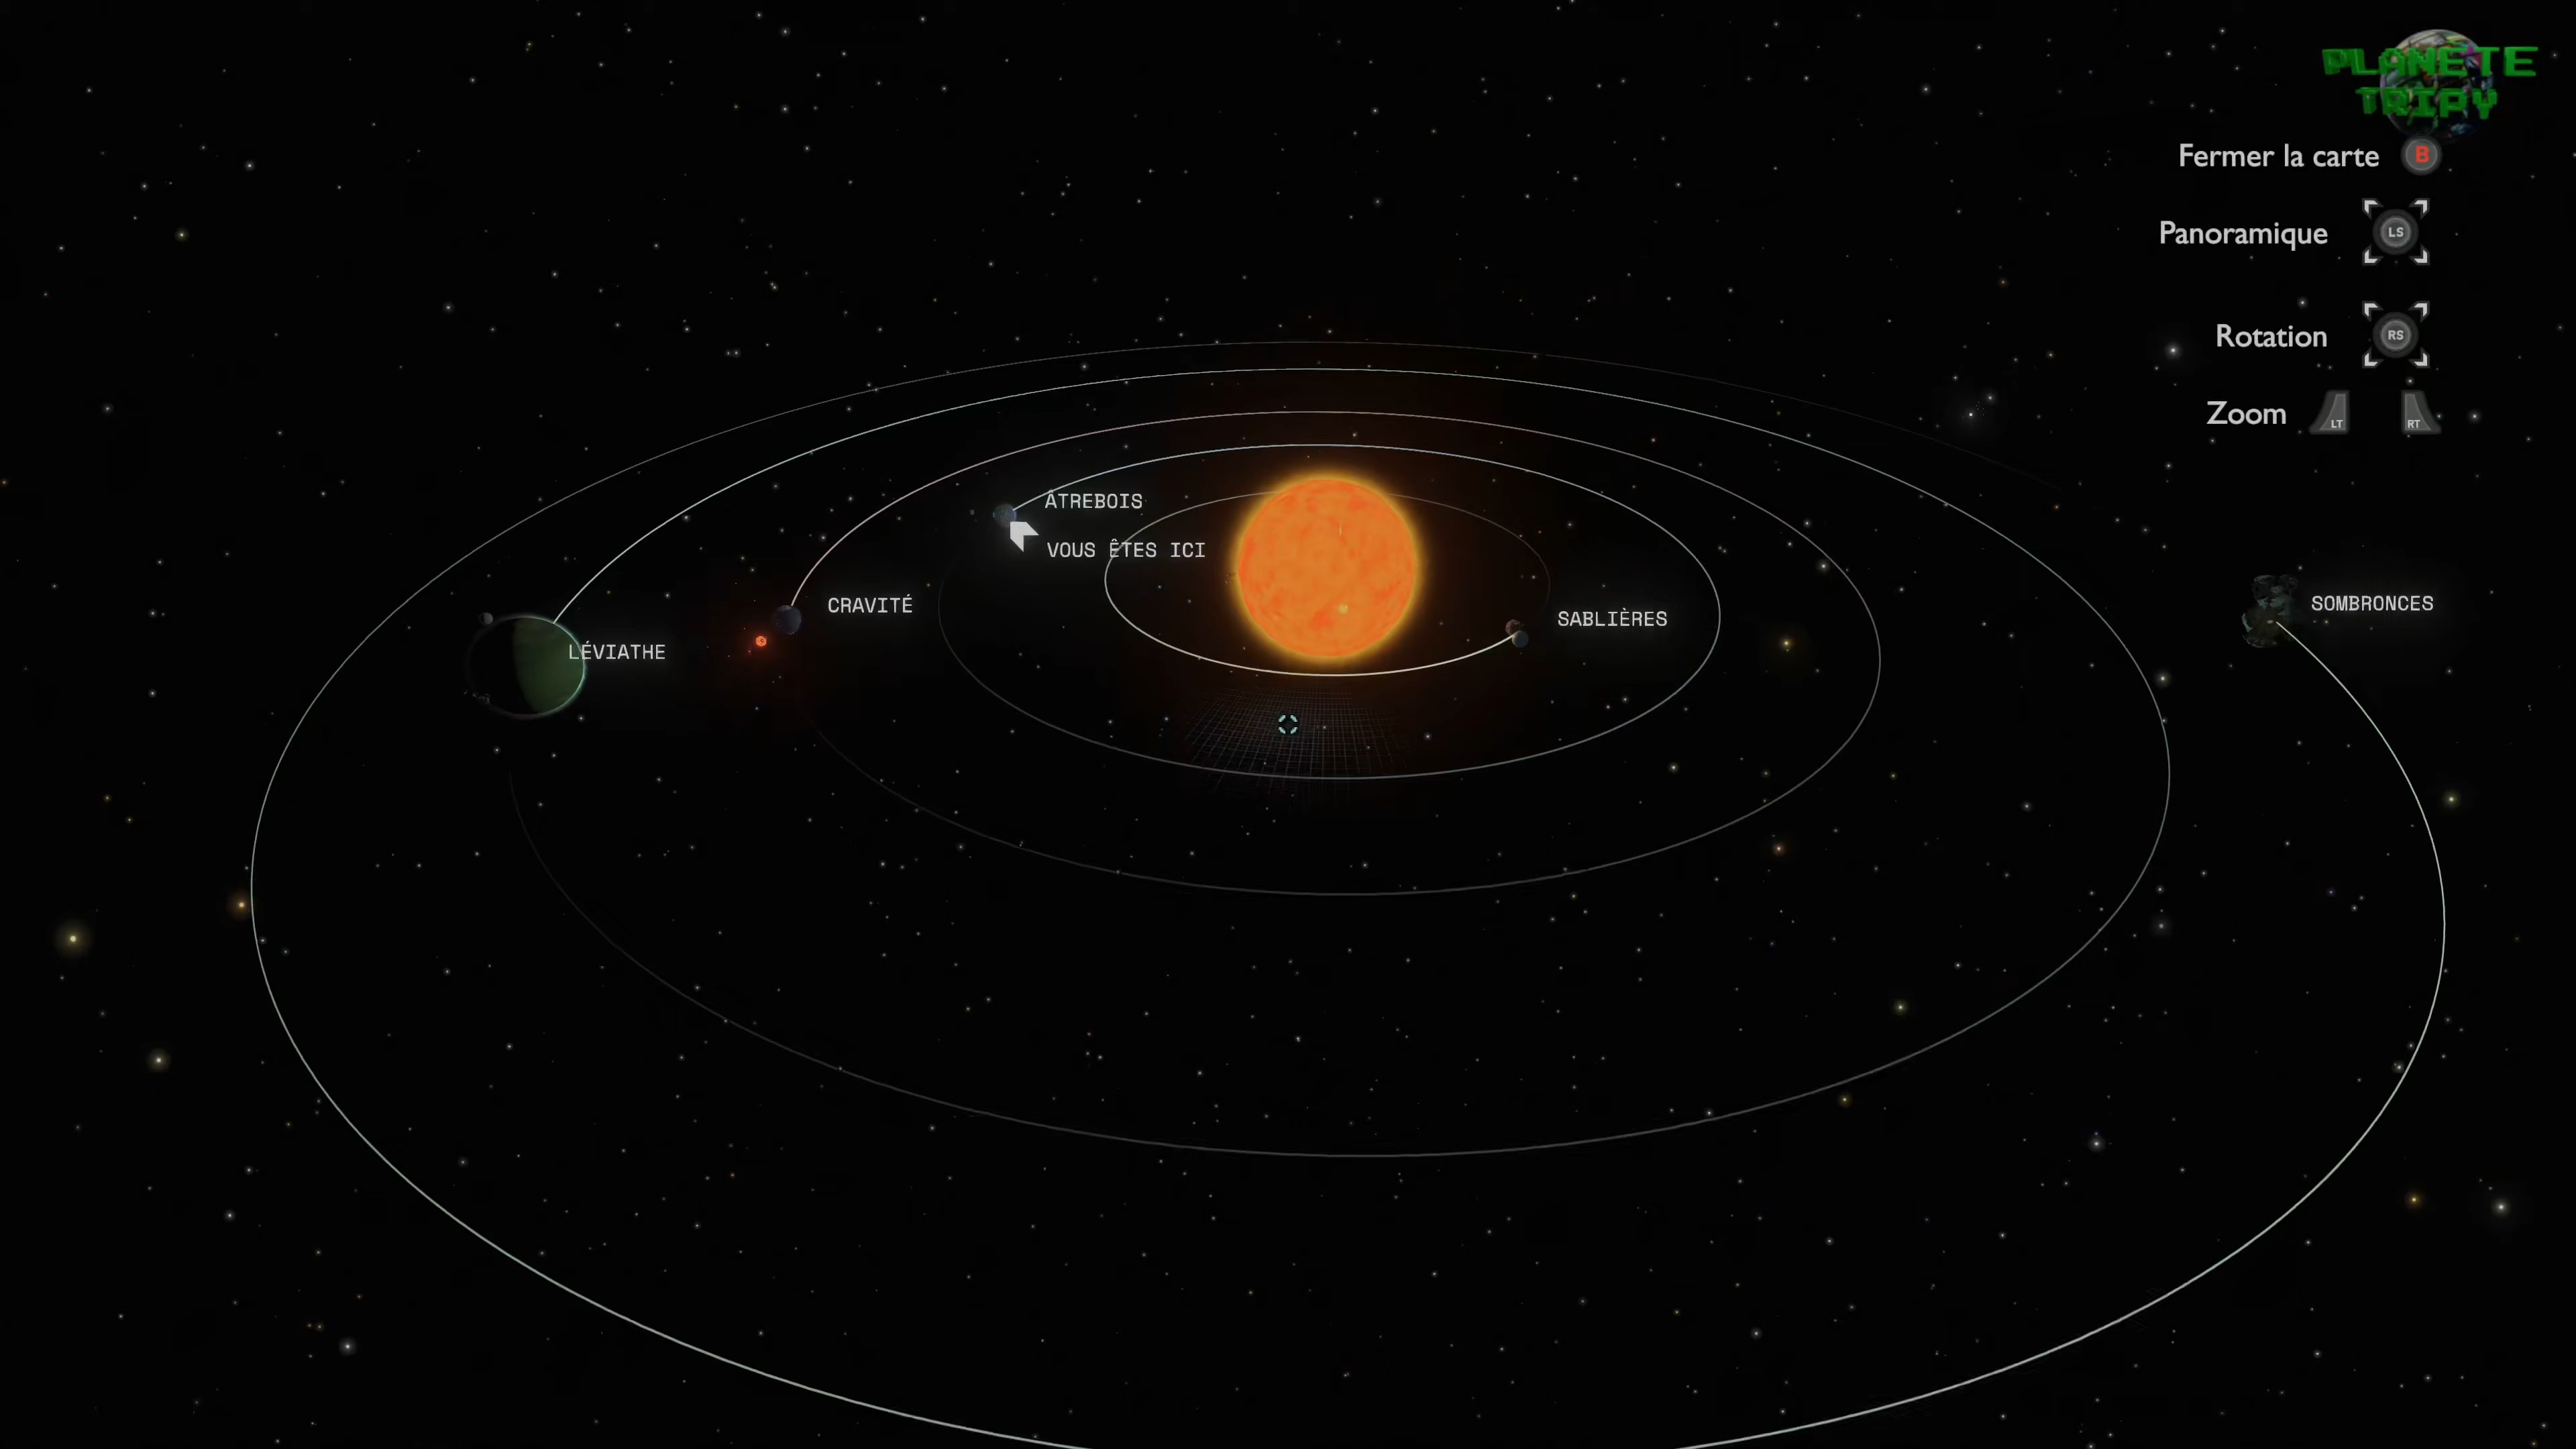 PLANETE
TRIPY
Fermer la carte B
Panoramique LS
Rotation RS
Zoom LT RT
ÂTREBOIS
VOUS ÊTES ICI
CRAVITÉ
SABLIÈRES
SOMBRONCES
LÉVIATHE